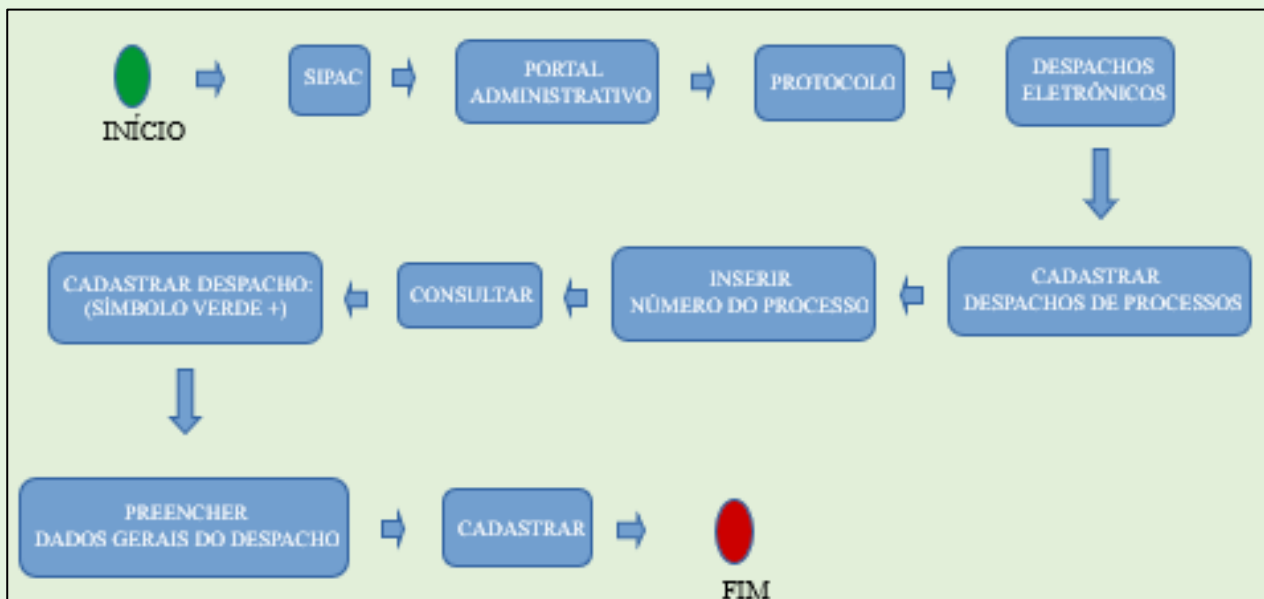 INÍCIO
SIPAC
PORTAL
ADMINISTRATIVO
PROTOCOLO
DESPACHOS
ELETRÔNICOS
CADASTRAR
DESPACHOS DE PROCESSOS
INSERIR
NÚMERO DO PROCESSO
CONSULTAR
CADASTRAR DESPACHO:
(SÍMBOLO VERDE +)
PREENCHER
DADOS GERAIS DO DESPACHO
CADASTRAR
FIM